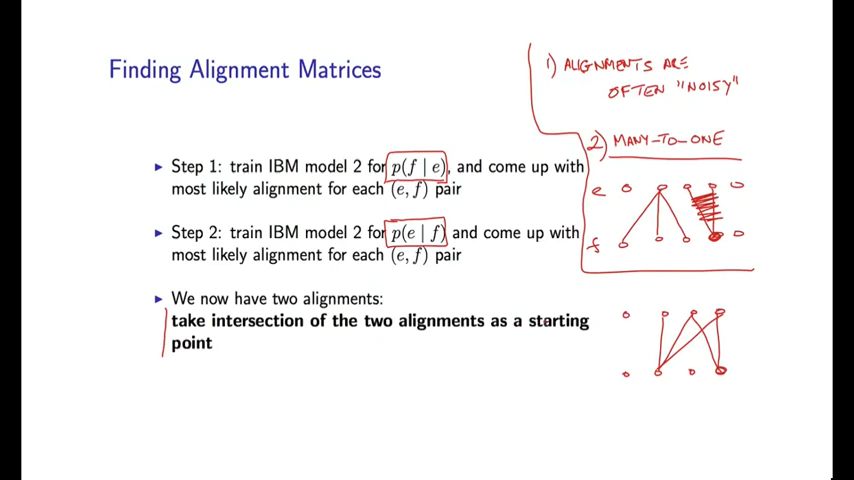 Finding Alignment Matrices
1) ALIGNMENTS ARE
OFTEN "NOISY"
2) MANY-TO-ONE
▶ Step 1: train IBM model 2 for p(f | e), and come up with
most likely alignment for each (e, f) pair
e
f
▶ Step 2: train IBM model 2 for p(e | f) and come up with
most likely alignment for each (e, f) pair
▶ We now have two alignments:
take intersection of the two alignments as a starting
point